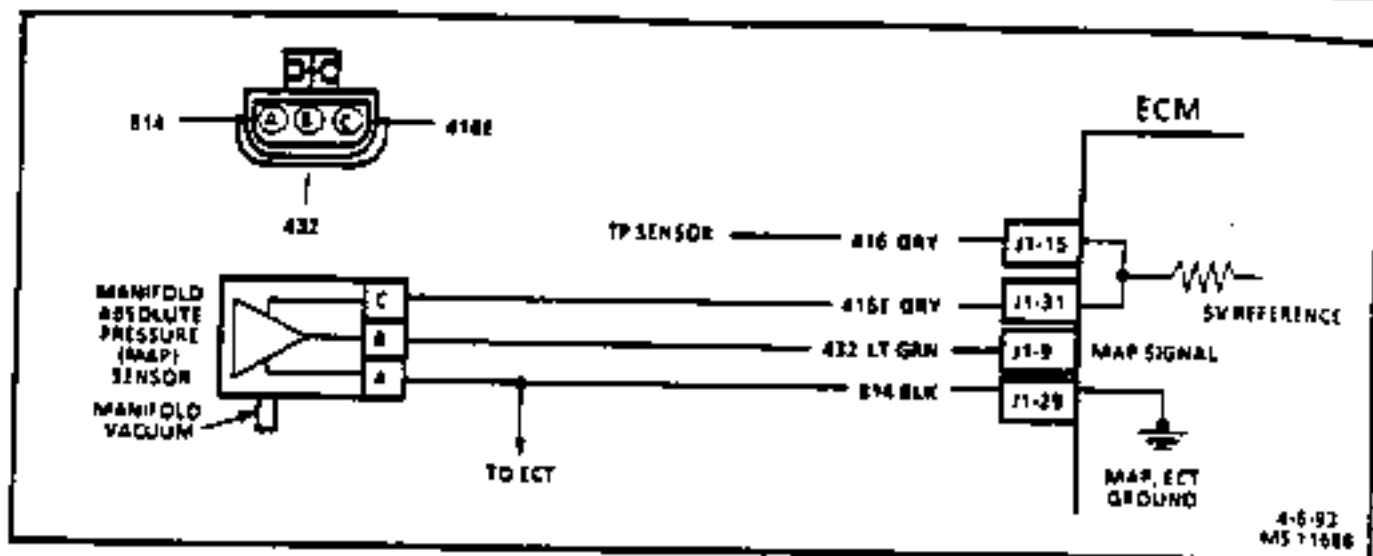 ECM
814
A B C
416E
432
TP SENSOR
416 GRY
J1-15
MANIFOLD
ABSOLUTE
PRESSURE
(MAP)
SENSOR
C
B
A
416E GRY
J1-31
5V REFERENCE
432 LT GRN
J1-9
MAP SIGNAL
814 BLK
J1-29
MANIFOLD
VACUUM
TO ECT
MAP, ECT
GROUND
4-6-93